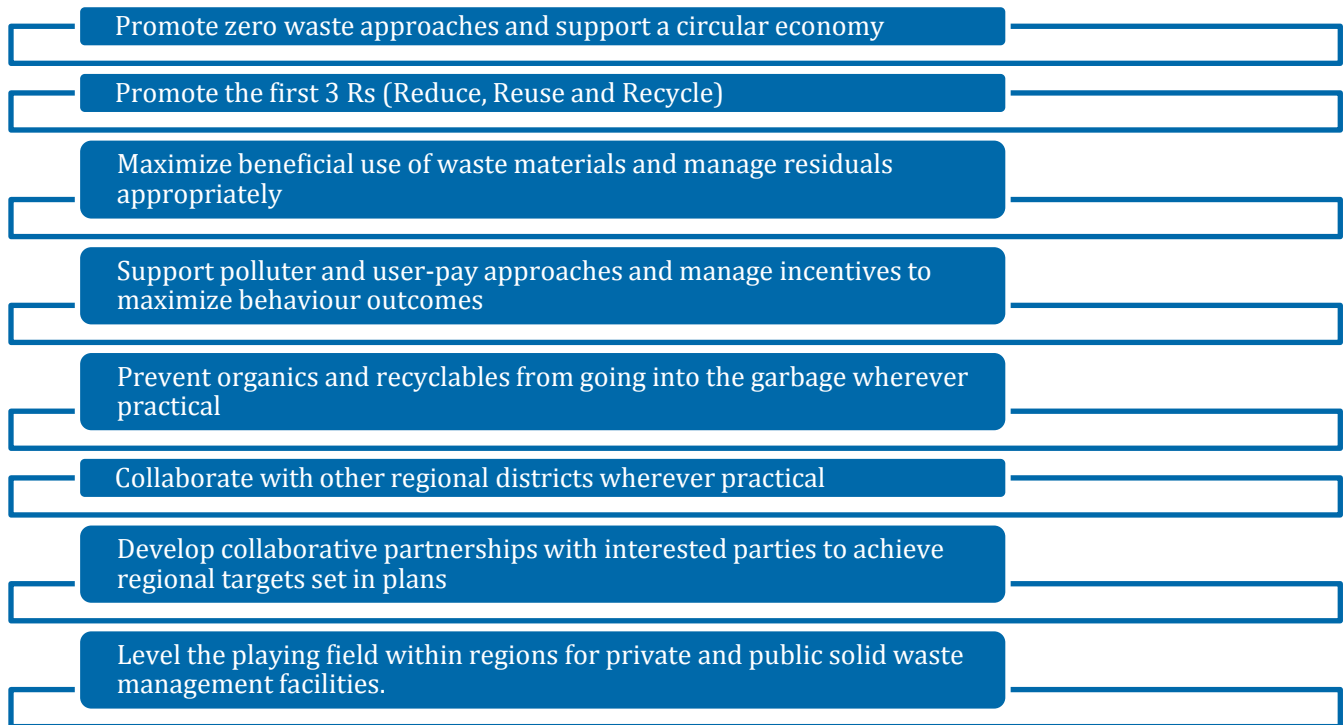 Promote zero waste approaches and support a circular economy
Promote the first 3 Rs (Reduce, Reuse and Recycle)
Maximize beneficial use of waste materials and manage residuals
appropriately
Support polluter and user-pay approaches and manage incentives to
maximize behaviour outcomes
Prevent organics and recyclables from going into the garbage wherever
practical
Collaborate with other regional districts wherever practical
Develop collaborative partnerships with interested parties to achieve
regional targets set in plans
Level the playing field within regions for private and public solid waste
management facilities.